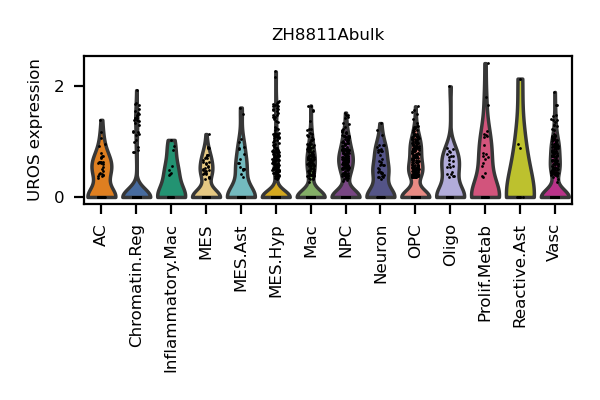 ZH8811Abulk
UROS expression
2
0
AC
Chromatin.Reg
Inflammatory.Mac
MES
MES.Ast
MES.Hyp
Mac
NPC
Neuron
OPC
Oligo
Prolif.Metab
Reactive.Ast
Vasc